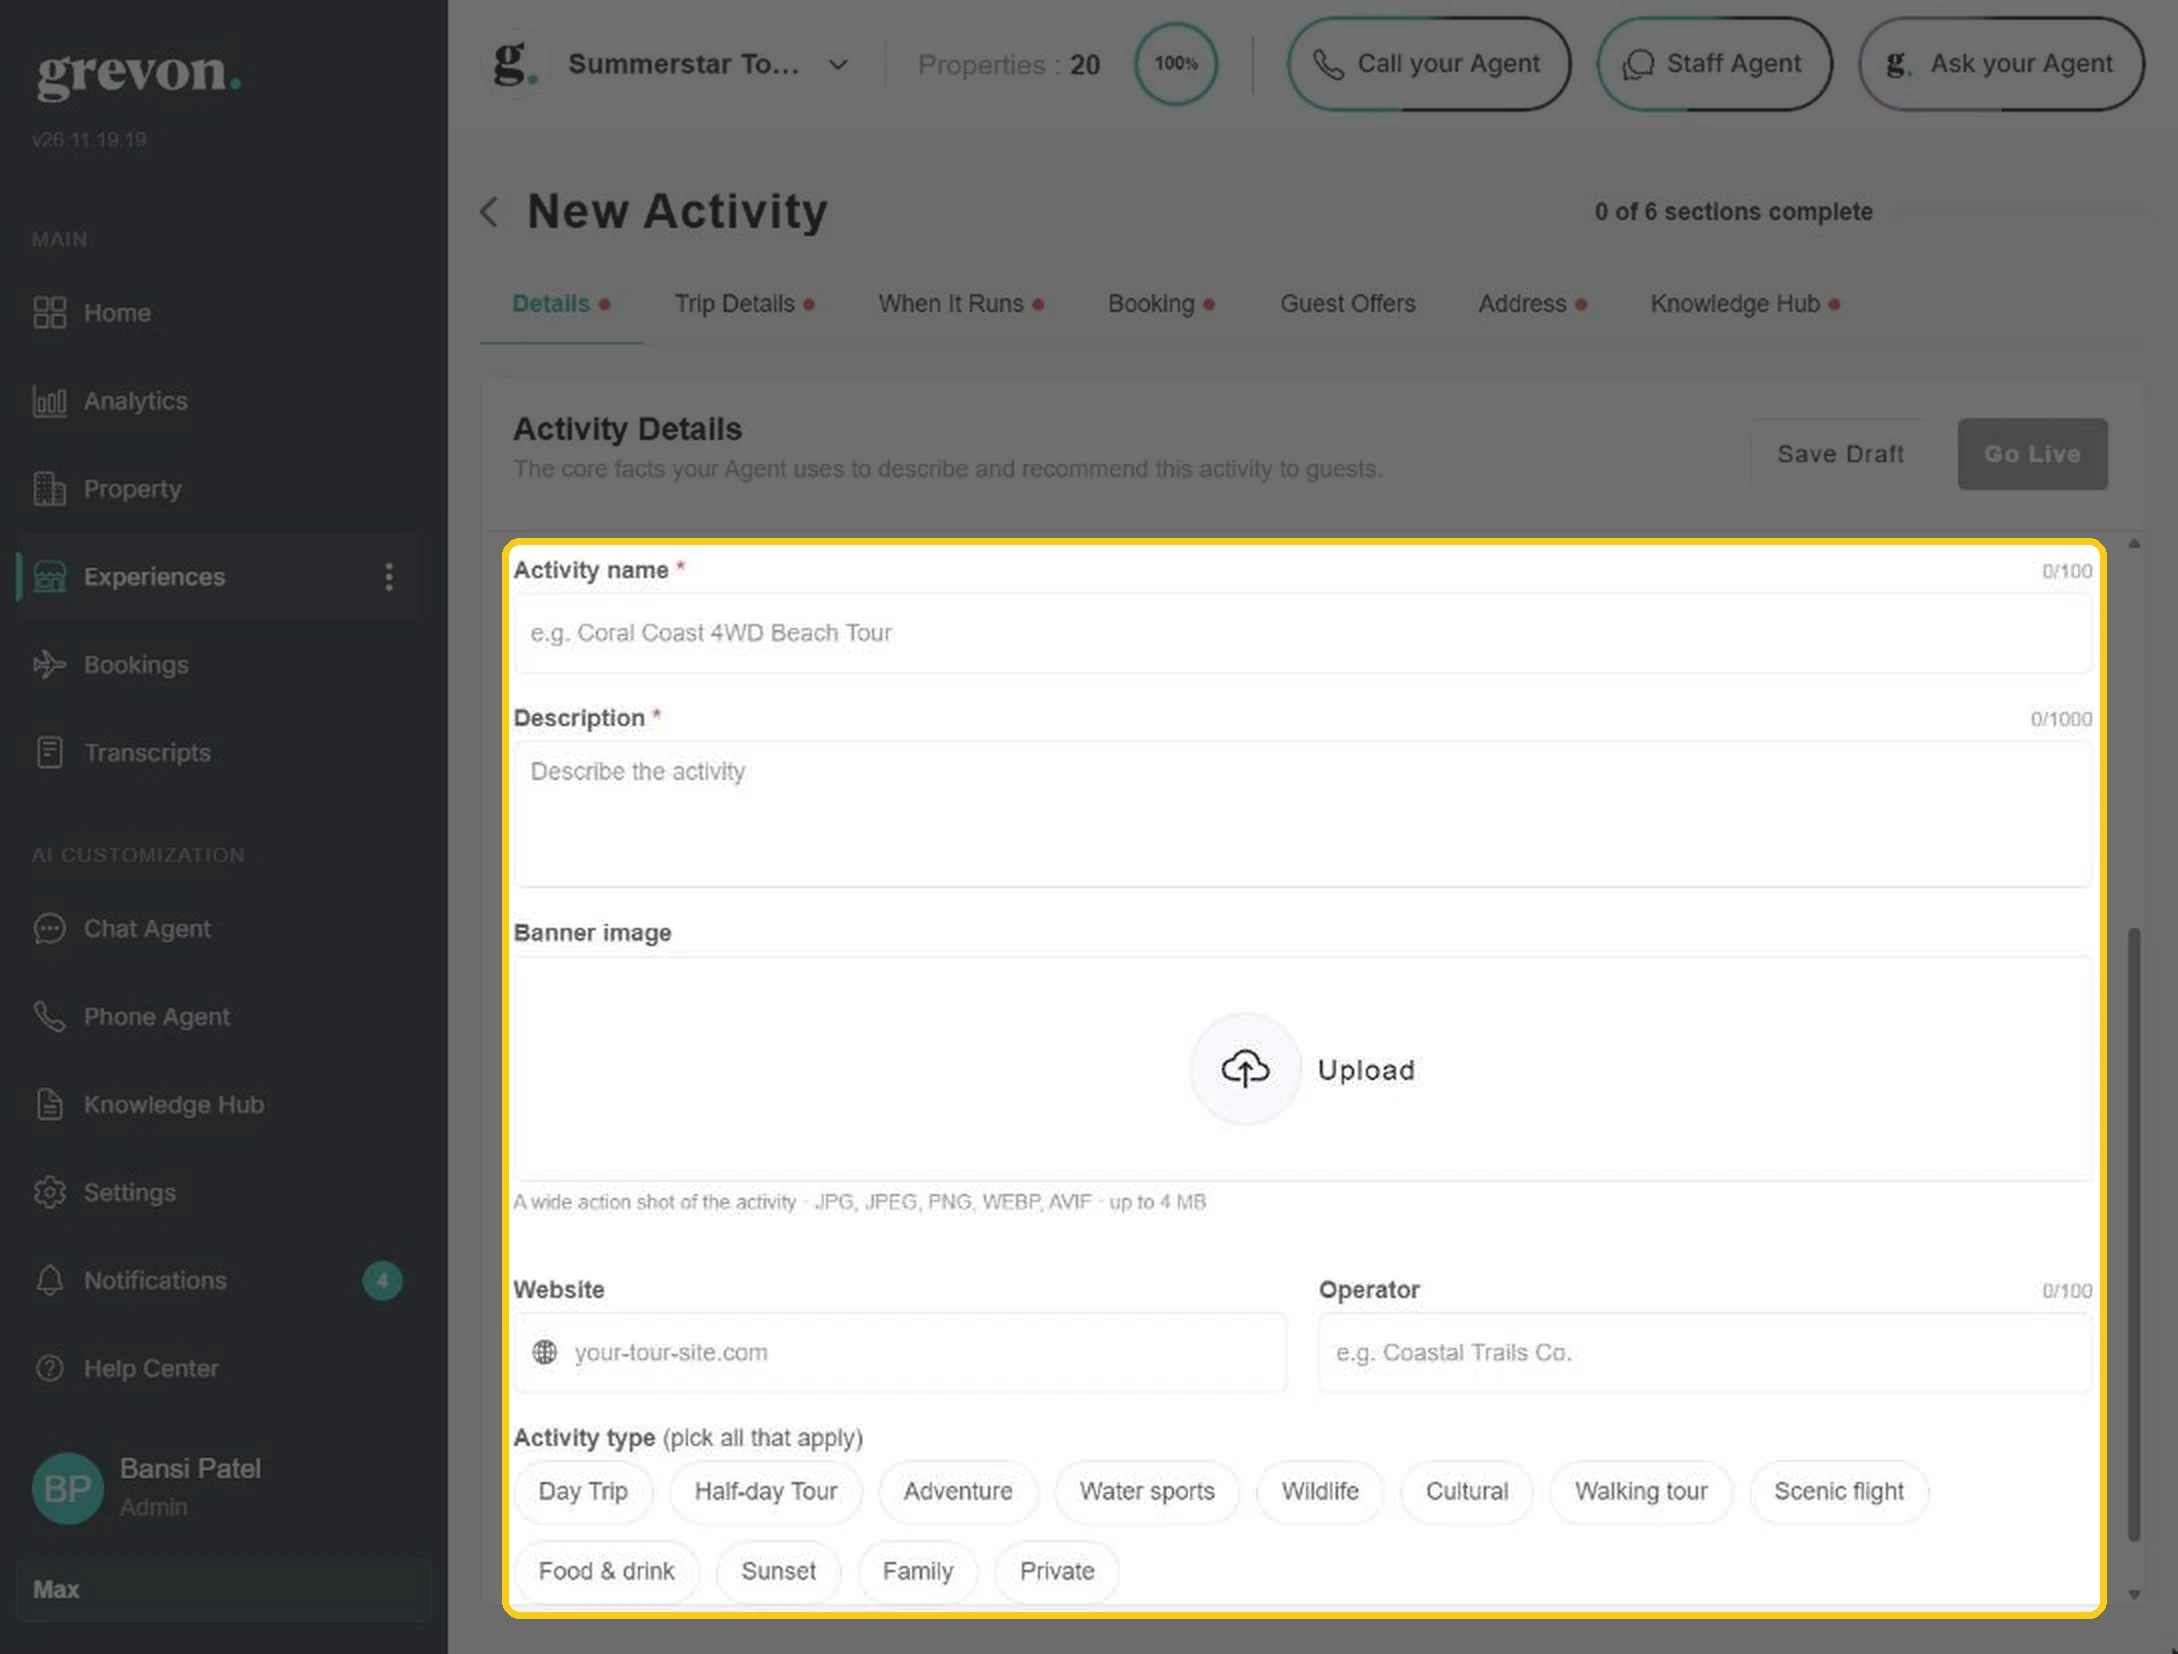 grevon.
v26.11.19.19
MAIN
Home
Analytics
Property
Experiences
Bookings
Transcripts
AI CUSTOMIZATION
Chat Agent
Phone Agent
Knowledge Hub
Settings
Notifications 4
Help Center
BP Bansi Patel
Admin
Max
g. Summerstar To... Properties : 20 100% Call your Agent Staff Agent g. Ask your Agent
New Activity 0 of 6 sections complete
Details Trip Details When It Runs Booking Guest Offers Address Knowledge Hub
Activity Details
The core facts your Agent uses to describe and recommend this activity to guests.
Save Draft Go Live
Activity name * 0/100
e.g. Coral Coast 4WD Beach Tour
Description * 0/1000
Describe the activity
Banner image
Upload
A wide action shot of the activity · JPG, JPEG, PNG, WEBP, AVIF · up to 4 MB
Website Operator 0/100
your-tour-site.com e.g. Coastal Trails Co.
Activity type (pick all that apply)
Day Trip Half-day Tour Adventure Water sports Wildlife Cultural Walking tour Scenic flight
Food & drink Sunset Family Private